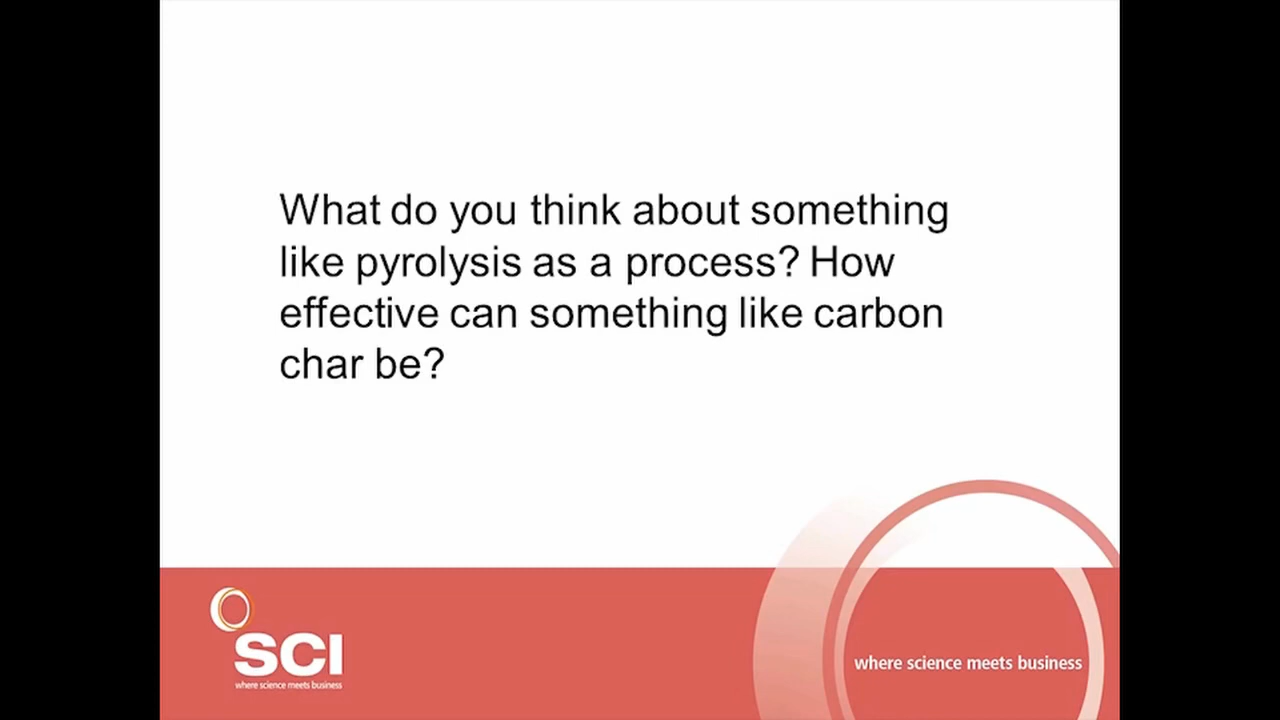 What do you think about something
like pyrolysis as a process? How
effective can something like carbon
char be?
SCI
where science meets business
where science meets business